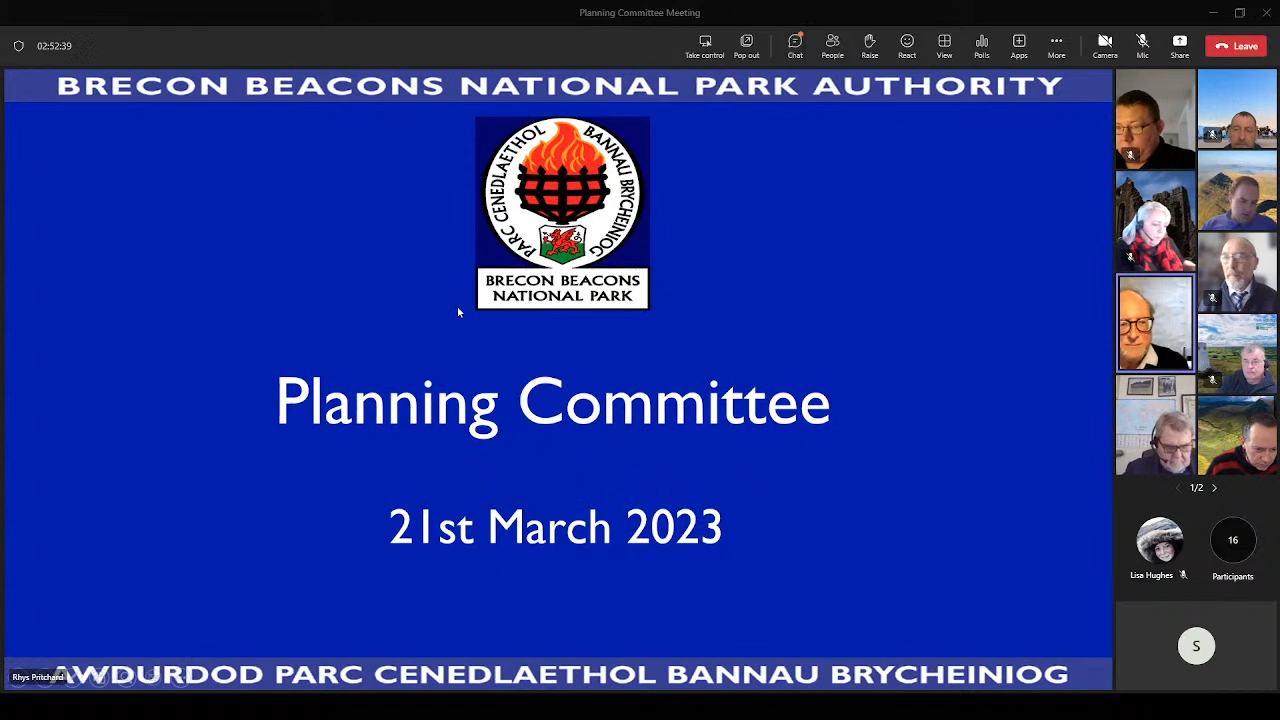 Planning Committee Meeting
02:52:39
Take control
Pop out
Chat
People
Raise
React
View
Polls
Apps
More
Camera
Mic
Share
Leave
BRECON BEACONS NATIONAL PARK AUTHORITY
PARC CENEDLAETHOL BANNAU BRYCHEINIOG
BRECON BEACONS
NATIONAL PARK
Planning Committee
21st March 2023
1/2
16
Lisa Hughes
Participants
S
AWDURDOD PARC CENEDLAETHOL BANNAU BRYCHEINIOG
Rhys Pritchard